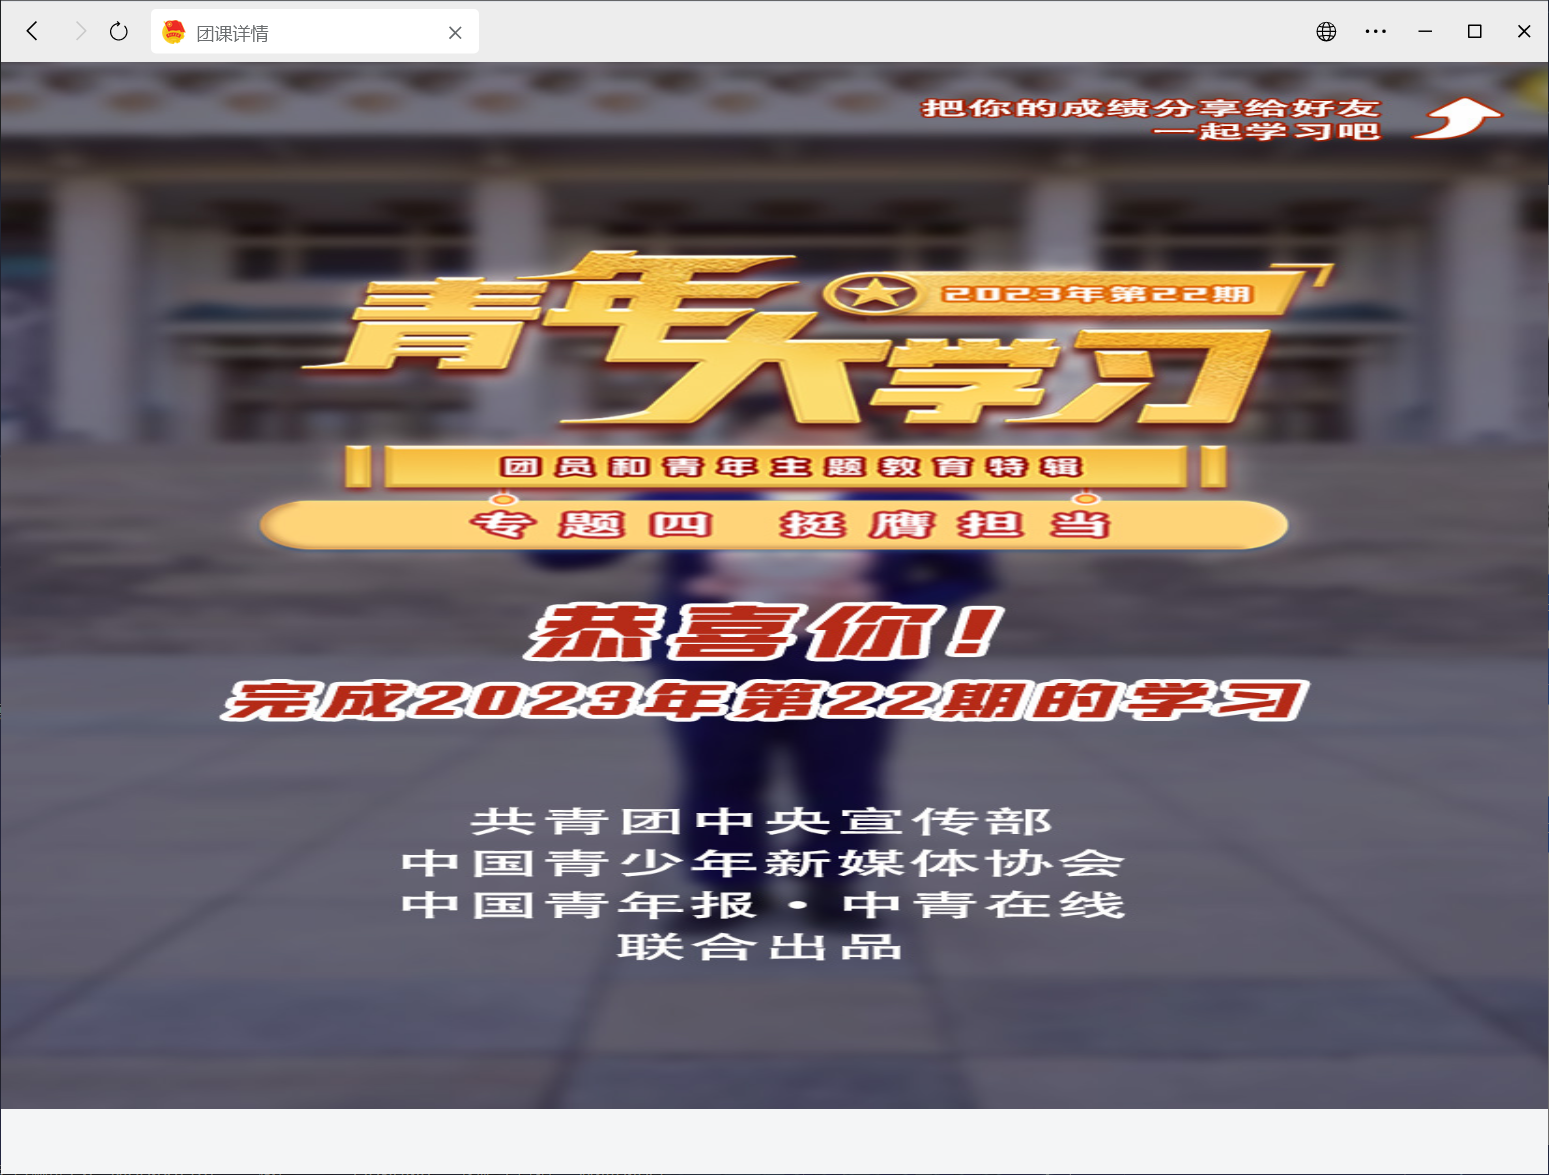 团课详情
把你的成绩分享给好友
一起学习吧
2023年第22期
青年大学习
团员和青年主题教育特辑
专题四 挺膺担当
恭喜你!
完成2023年第22期的学习
共青团中央宣传部
中国青少年新媒体协会
中国青年报·中青在线
联合出品